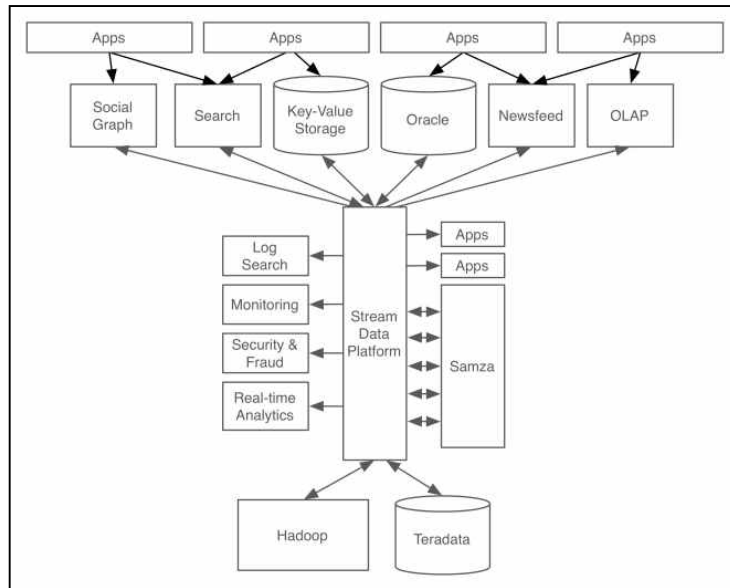 Apps
Apps
Apps
Apps
Social
Graph
Search
Key-Value
Storage
Oracle
Newsfeed
OLAP
Log
Search
Monitoring
Security &
Fraud
Real-time
Analytics
Stream
Data
Platform
Apps
Apps
Samza
Hadoop
Teradata